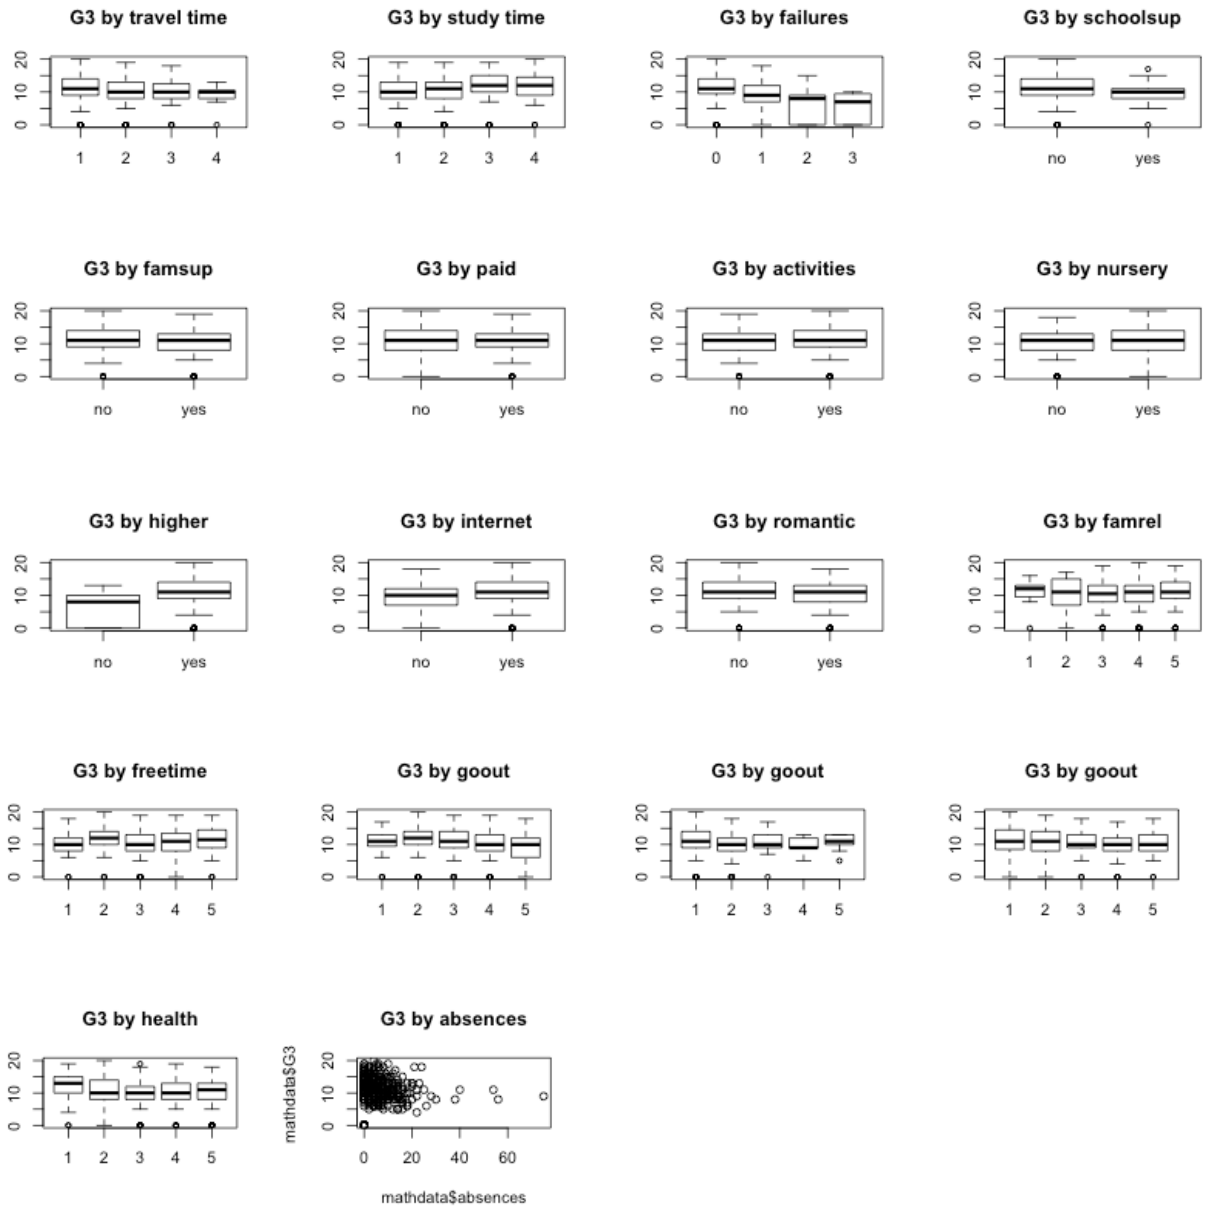 G3 by travel time G3 by study time G3 by failures G3 by schoolsup
20 20 20 20
10 10 10 10
0 0 0 0
1 2 3 4 1 2 3 4 0 1 2 3 no yes
G3 by famsup G3 by paid G3 by activities G3 by nursery
20 20 20 20
10 10 10 10
0 0 0 0
no yes no yes no yes no yes
G3 by higher G3 by internet G3 by romantic G3 by famrel
20 20 20 20
10 10 10 10
0 0 0 0
no yes no yes no yes 1 2 3 4 5
G3 by freetime G3 by goout G3 by goout G3 by goout
20 20 20 20
10 10 10 10
0 0 0 0
1 2 3 4 5 1 2 3 4 5 1 2 3 4 5 1 2 3 4 5
G3 by health G3 by absences
mathdata$G3
20 20
10 10
0 0
1 2 3 4 5 0 20 40 60
mathdata$absences